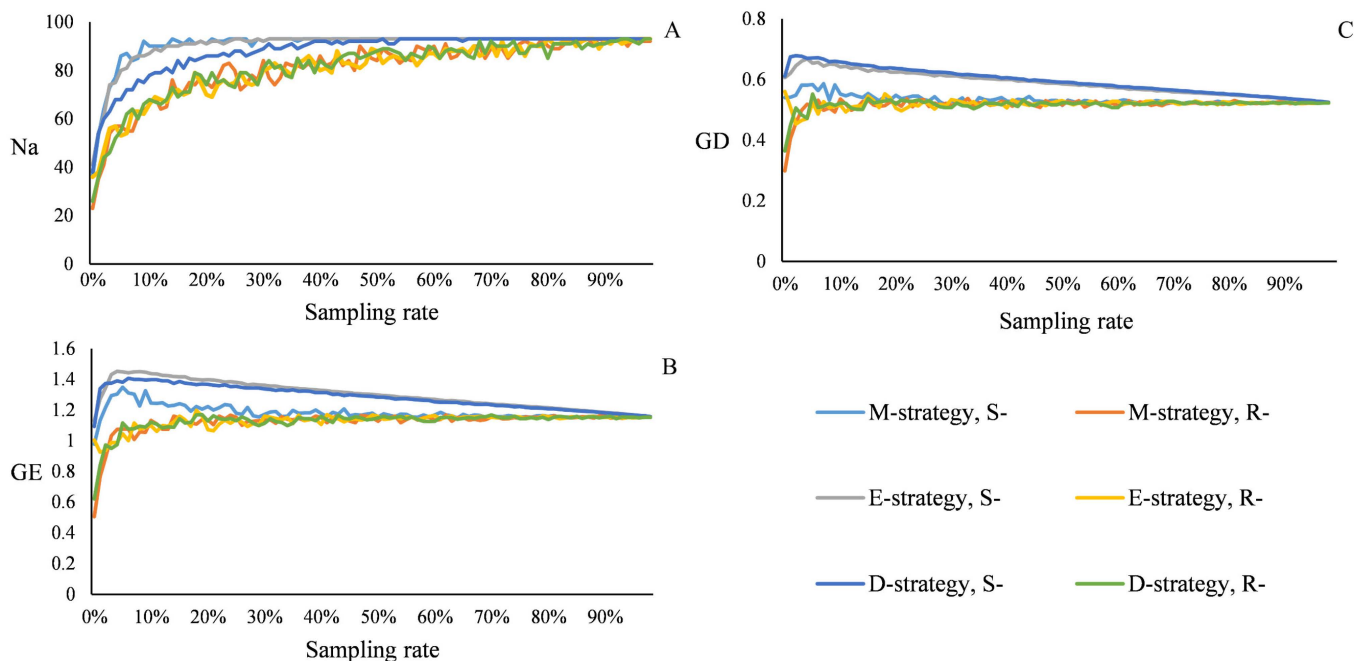 A
100
80
60
40
20
0
Na
0% 10% 20% 30% 40% 50% 60% 70% 80% 90%
Sampling rate
C
0.8
0.6
0.4
0.2
0
GD
0% 10% 20% 30% 40% 50% 60% 70% 80% 90%
Sampling rate
B
1.6
1.4
1.2
1
0.8
0.6
0.4
0.2
0
GE
0% 10% 20% 30% 40% 50% 60% 70% 80% 90%
Sampling rate
M-strategy, S- M-strategy, R-
E-strategy, S- E-strategy, R-
D-strategy, S- D-strategy, R-